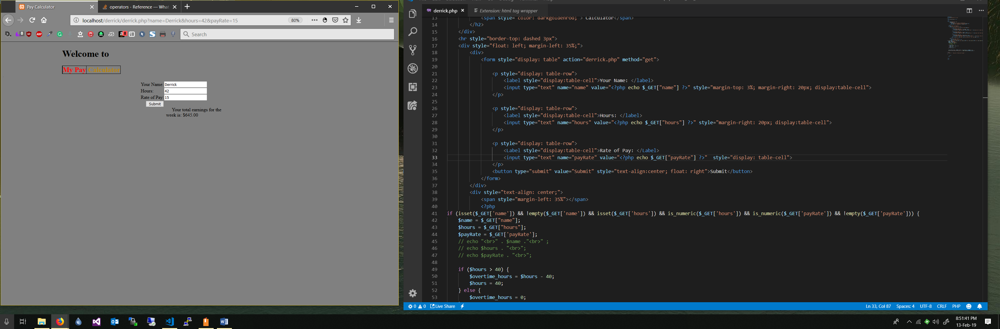 Pay Calculator
operators - Reference — What
localhost/derrick/derrick.php?name=Derrick&hours=42&payRate=15
80%
Search
Welcome to
My Pay Calculator
Your Name: Derrick
Hours: 42
Rate of Pay: 15
Submit
Your total earnings for the
week is: $645.00
derrick.php
Extension: html tag wrapper
13 <span style="color: darkgoldenrod;"> Calculator</span>
14 </h2>
15 </div>
16 <hr style="border-top: dashed 3px">
17 <div style="float: left; margin-left: 35%;">
18 <div>
19 <form style="display: table" action="derrick.php" method="get">
20
21 <p style="display: table-row">
22 <label style="display:table-cell">Your Name: </label>
23 <input type="text" name="name" value="<?php echo $_GET["name"] ?>" style="margin-top: 3%; margin-right: 20px; display:table-cell">
24 </p>
25
26 <p style="display: table-row">
27 <label style="display:table-cell">Hours: </label>
28 <input type="text" name="hours" value="<?php echo $_GET["hours"] ?>" style="margin-right: 20px; display:table-cell">
29 </p>
30
31 <p style="display: table-row">
32 <Label style="display:table-cell">Rate of Pay: </Label>
33 <input type="text" name="payRate" value="<?php echo $_GET["payRate"] ?>"  style="display: table-cell">
34 </p>
35 <button type="submit" value="Submit" style="text-align:center; float: right">Submit</button>
36 </form>
37 </div>
38 <div style="text-align: center;">
39 <span style="margin-left: 35%"></span>
40 <?php
41 if (isset($_GET['name']) && !empty($_GET['name']) && isset($_GET['hours']) && is_numeric($_GET['hours']) && is_numeric($_GET['payRate']) && !empty($_GET['payRate'])) {
42 $name = $_GET["name"];
43 $hours = $_GET["hours"];
44 $payRate = $_GET['payRate'];
45 // echo "<br>" . $name ."<br>" ;
46 // echo $hours . "<br>";
47 // echo $payRate . "<br>";
48
49 if ($hours > 40) {
50 $overtime_hours = $hours - 40;
51 $hours = 40;
52 } else {
53 $overtime_hours = 0;
0 0 Live Share
Ln 33, Col 87 Spaces: 4 UTF-8 CRLF PHP
8:51:41 PM
13-Feb-19